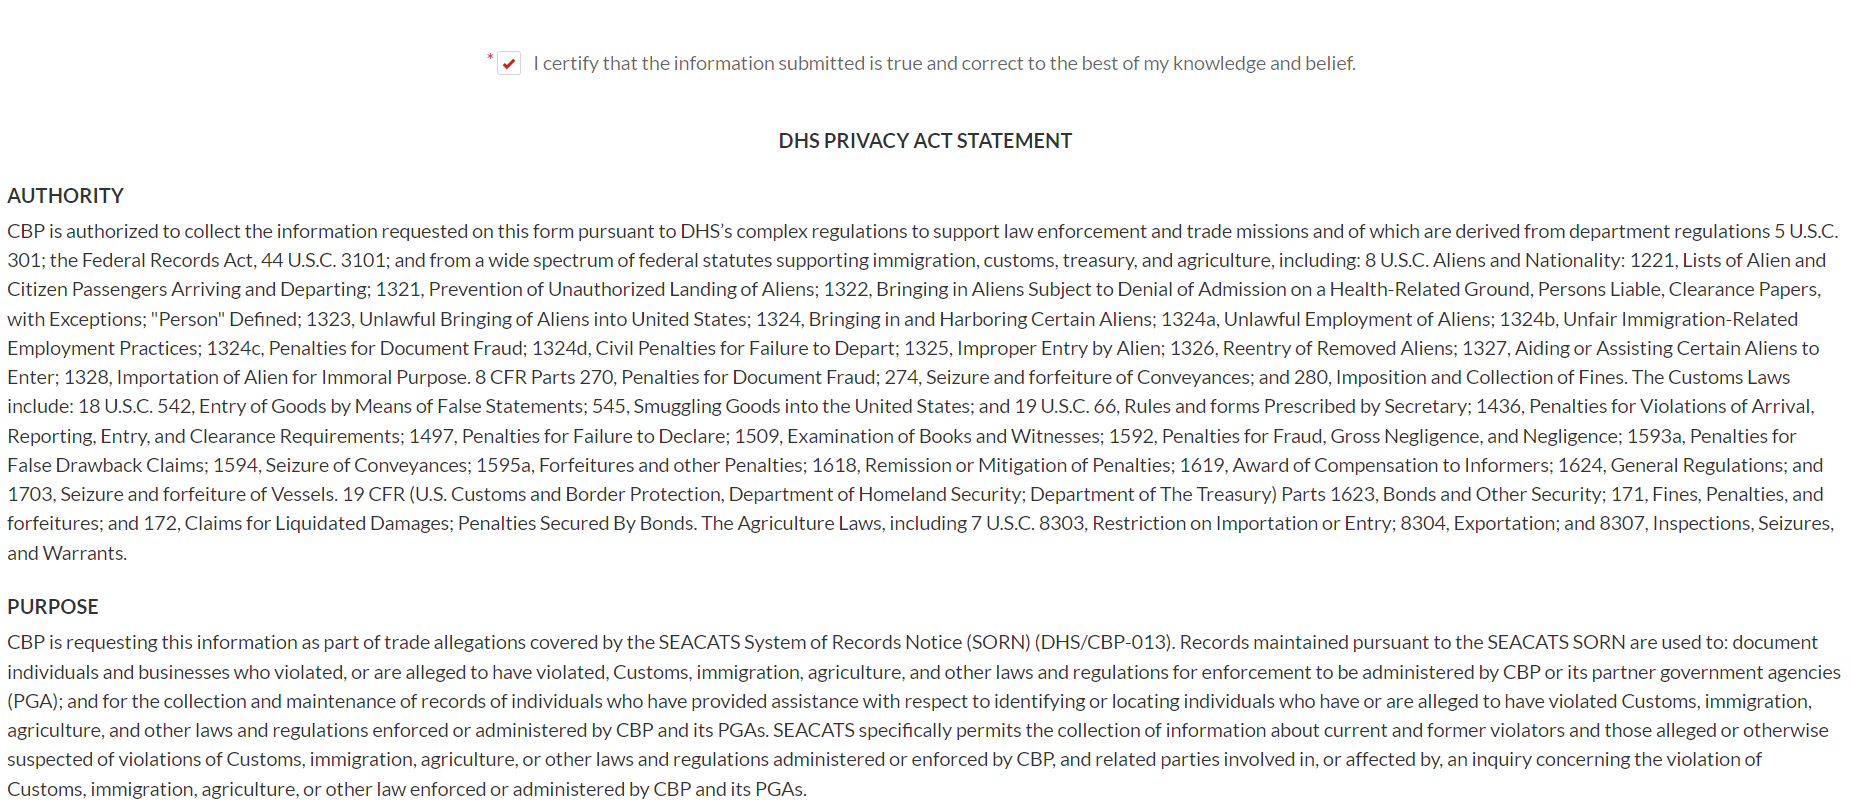 * I certify that the information submitted is true and correct to the best of my knowledge and belief.
DHS PRIVACY ACT STATEMENT
AUTHORITY
CBP is authorized to collect the information requested on this form pursuant to DHS’s complex regulations to support law enforcement and trade missions and of which are derived from department regulations 5 U.S.C.
301; the Federal Records Act, 44 U.S.C. 3101; and from a wide spectrum of federal statutes supporting immigration, customs, treasury, and agriculture, including: 8 U.S.C. Aliens and Nationality: 1221, Lists of Alien and
Citizen Passengers Arriving and Departing; 1321, Prevention of Unauthorized Landing of Aliens; 1322, Bringing in Aliens Subject to Denial of Admission on a Health-Related Ground, Persons Liable, Clearance Papers,
with Exceptions; "Person" Defined; 1323, Unlawful Bringing of Aliens into United States; 1324, Bringing in and Harboring Certain Aliens; 1324a, Unlawful Employment of Aliens; 1324b, Unfair Immigration-Related
Employment Practices; 1324c, Penalties for Document Fraud; 1324d, Civil Penalties for Failure to Depart; 1325, Improper Entry by Alien; 1326, Reentry of Removed Aliens; 1327, Aiding or Assisting Certain Aliens to
Enter; 1328, Importation of Alien for Immoral Purpose. 8 CFR Parts 270, Penalties for Document Fraud; 274, Seizure and forfeiture of Conveyances; and 280, Imposition and Collection of Fines. The Customs Laws
include: 18 U.S.C. 542, Entry of Goods by Means of False Statements; 545, Smuggling Goods into the United States; and 19 U.S.C. 66, Rules and forms Prescribed by Secretary; 1436, Penalties for Violations of Arrival,
Reporting, Entry, and Clearance Requirements; 1497, Penalties for Failure to Declare; 1509, Examination of Books and Witnesses; 1592, Penalties for Fraud, Gross Negligence, and Negligence; 1593a, Penalties for
False Drawback Claims; 1594, Seizure of Conveyances; 1595a, Forfeitures and other Penalties; 1618, Remission or Mitigation of Penalties; 1619, Award of Compensation to Informers; 1624, General Regulations; and
1703, Seizure and forfeiture of Vessels. 19 CFR (U.S. Customs and Border Protection, Department of Homeland Security; Department of The Treasury) Parts 1623, Bonds and Other Security; 171, Fines, Penalties, and
forfeitures; and 172, Claims for Liquidated Damages; Penalties Secured By Bonds. The Agriculture Laws, including 7 U.S.C. 8303, Restriction on Importation or Entry; 8304, Exportation; and 8307, Inspections, Seizures,
and Warrants.
PURPOSE
CBP is requesting this information as part of trade allegations covered by the SEACATS System of Records Notice (SORN) (DHS/CBP-013). Records maintained pursuant to the SEACATS SORN are used to: document
individuals and businesses who violated, or are alleged to have violated, Customs, immigration, agriculture, and other laws and regulations for enforcement to be administered by CBP or its partner government agencies
(PGA); and for the collection and maintenance of records of individuals who have provided assistance with respect to identifying or locating individuals who have or are alleged to have violated Customs, immigration,
agriculture, and other laws and regulations enforced or administered by CBP and its PGAs. SEACATS specifically permits the collection of information about current and former violators and those alleged or otherwise
suspected of violations of Customs, immigration, agriculture, or other laws and regulations administered or enforced by CBP, and related parties involved in, or affected by, an inquiry concerning the violation of
Customs, immigration, agriculture, or other law enforced or administered by CBP and its PGAs.